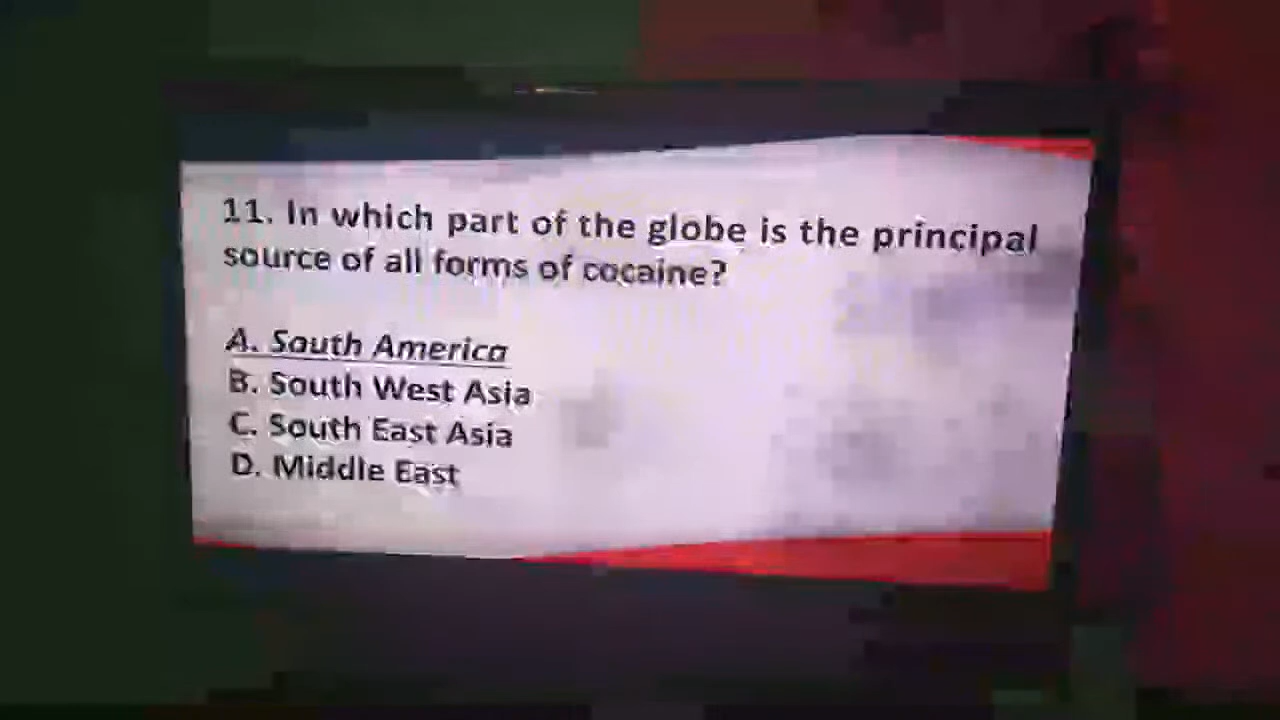 11. In which part of the globe is the principal
source of all forms of cocaine?
A. South America
B. South West Asia
C. South East Asia
D. Middle East